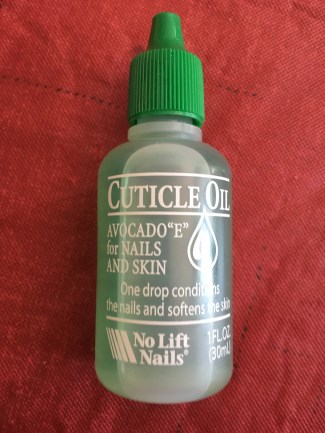 CUTICLE OIL
AVOCADO "E"
for NAILS
AND SKIN
One drop conditions
the nails and softens the skin
No Lift
Nails®
1FL.OZ.
(30mL)